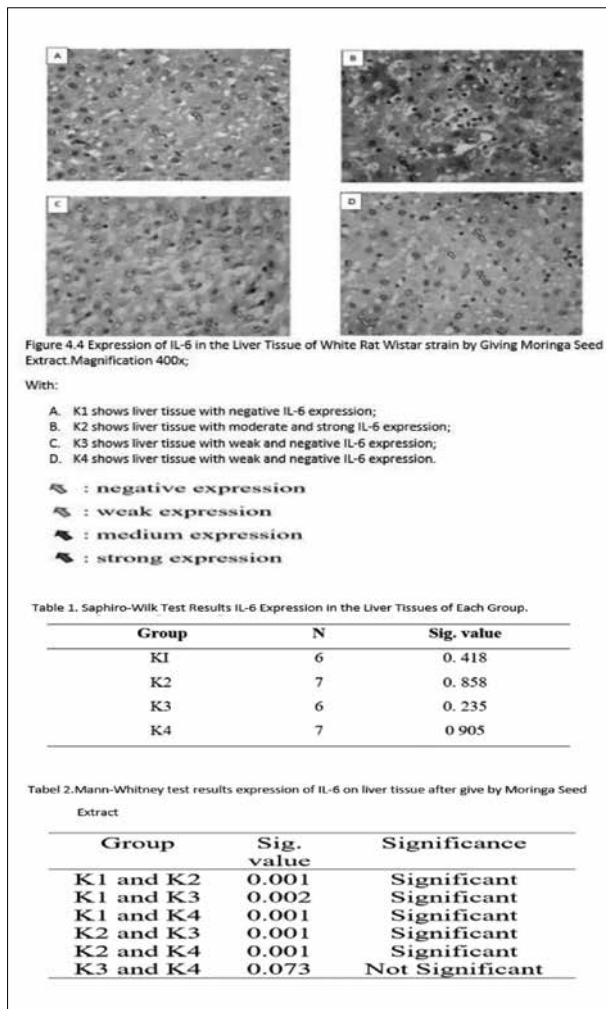 A
B
C
D
Figure 4.4 Expression of IL-6 in the Liver Tissue of White Rat Wistar strain by Giving Moringa Seed
Extract.Magnification 400x;
With:
A. K1 shows liver tissue with negative IL-6 expression;
B. K2 shows liver tissue with moderate and strong IL-6 expression;
C. K3 shows liver tissue with weak and negative IL-6 expression;
D. K4 shows liver tissue with weak and negative IL-6 expression.
: negative expression
: weak expression
: medium expression
: strong expression
Table 1. Saphiro-Wilk Test Results IL-6 Expression in the Liver Tissues of Each Group.
Group N Sig. value
KI 6 0. 418
K2 7 0. 858
K3 6 0. 235
K4 7 0 905
Tabel 2.Mann-Whitney test results expression of IL-6 on liver tissue after give by Moringa Seed
Extract
Group Sig. Significance
value
K1 and K2 0.001 Significant
K1 and K3 0.002 Significant
K1 and K4 0.001 Significant
K2 and K3 0.001 Significant
K2 and K4 0.001 Significant
K3 and K4 0.073 Not Significant